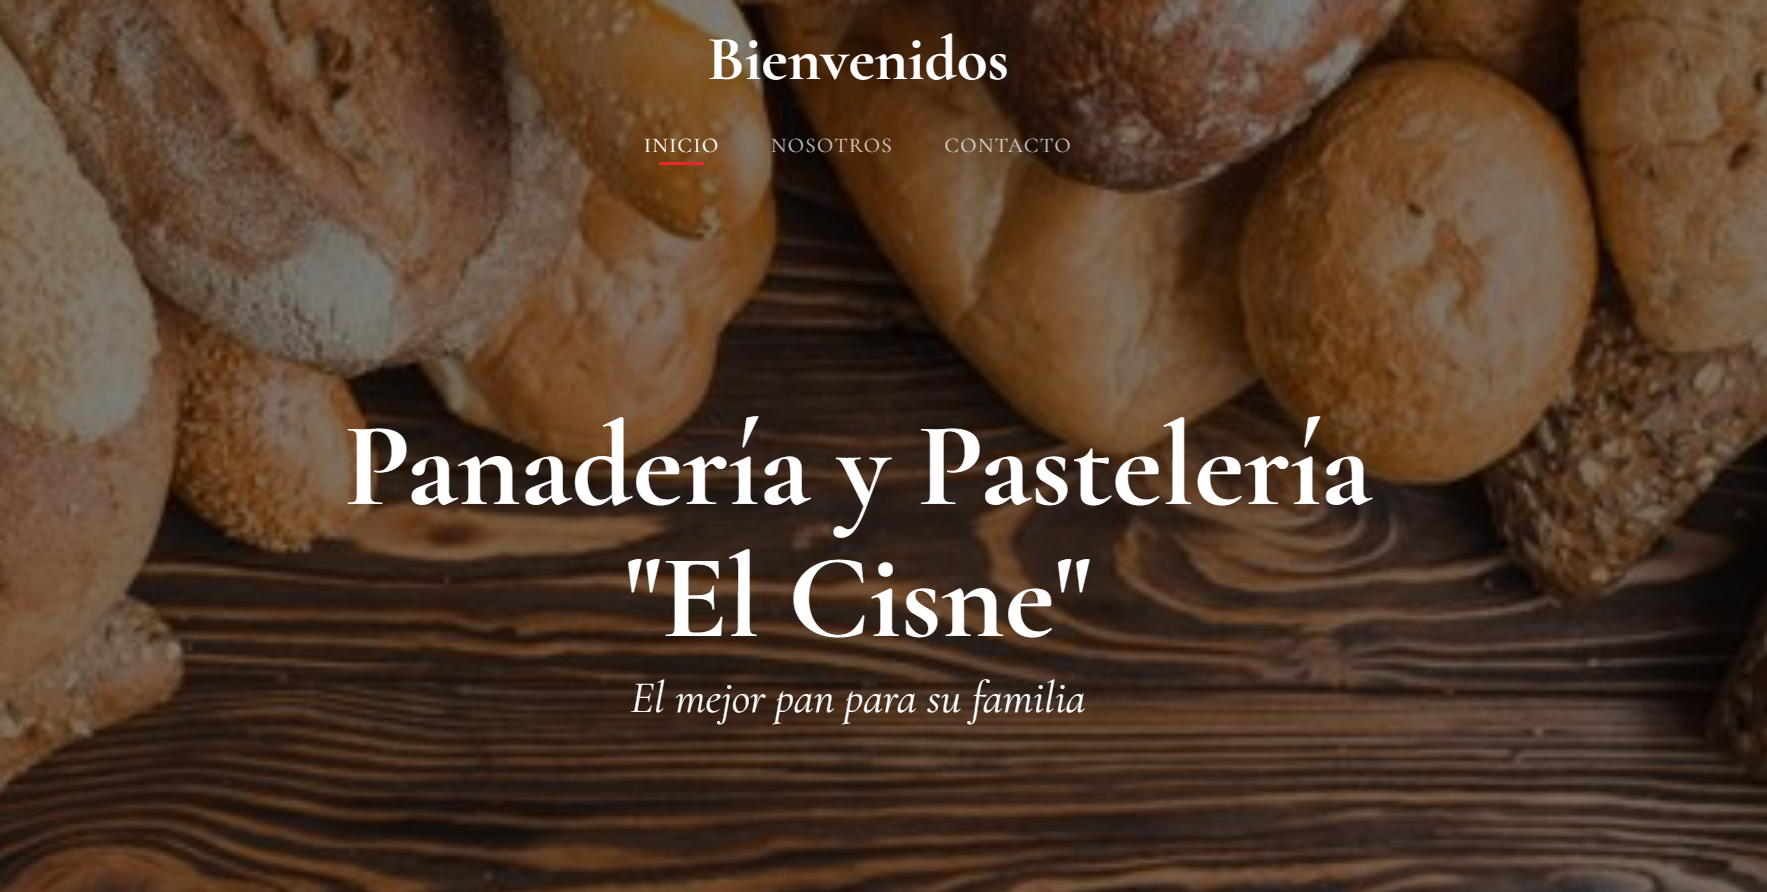 Bienvenidos
INICIO NOSOTROS CONTACTO
Panadería y Pastelería
"El Cisne"
El mejor pan para su familia